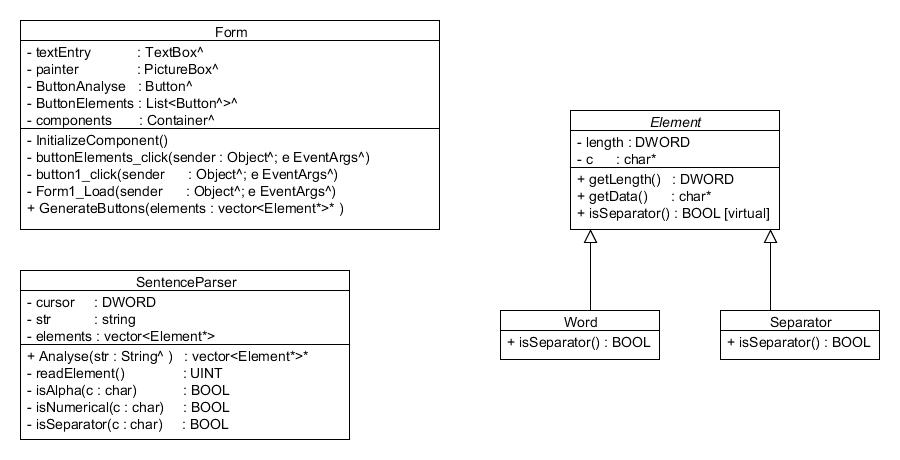 Form
- textEntry : TextBox^
- painter : PictureBox^
- ButtonAnalyse : Button^
- ButtonElements : List<Button^>^
- components : Container^
- InitializeComponent()
- buttonElements_click(sender : Object^; e EventArgs^)
- button1_click(sender : Object^; e EventArgs^)
- Form1_Load(sender : Object^; e EventArgs^)
+ GenerateButtons(elements : vector<Element*>* )
Element
- length : DWORD
- c : char*
+ getLength() : DWORD
+ getData() : char*
+ isSeparator() : BOOL [virtual]
SentenceParser
- cursor : DWORD
- str : string
- elements : vector<Element*>
+ Analyse(str : String^ ) : vector<Element*>*
- readElement() : UINT
- isAlpha(c : char) : BOOL
- isNumerical(c : char) : BOOL
- isSeparator(c : char) : BOOL
Word
+ isSeparator() : BOOL
Separator
+ isSeparator() : BOOL